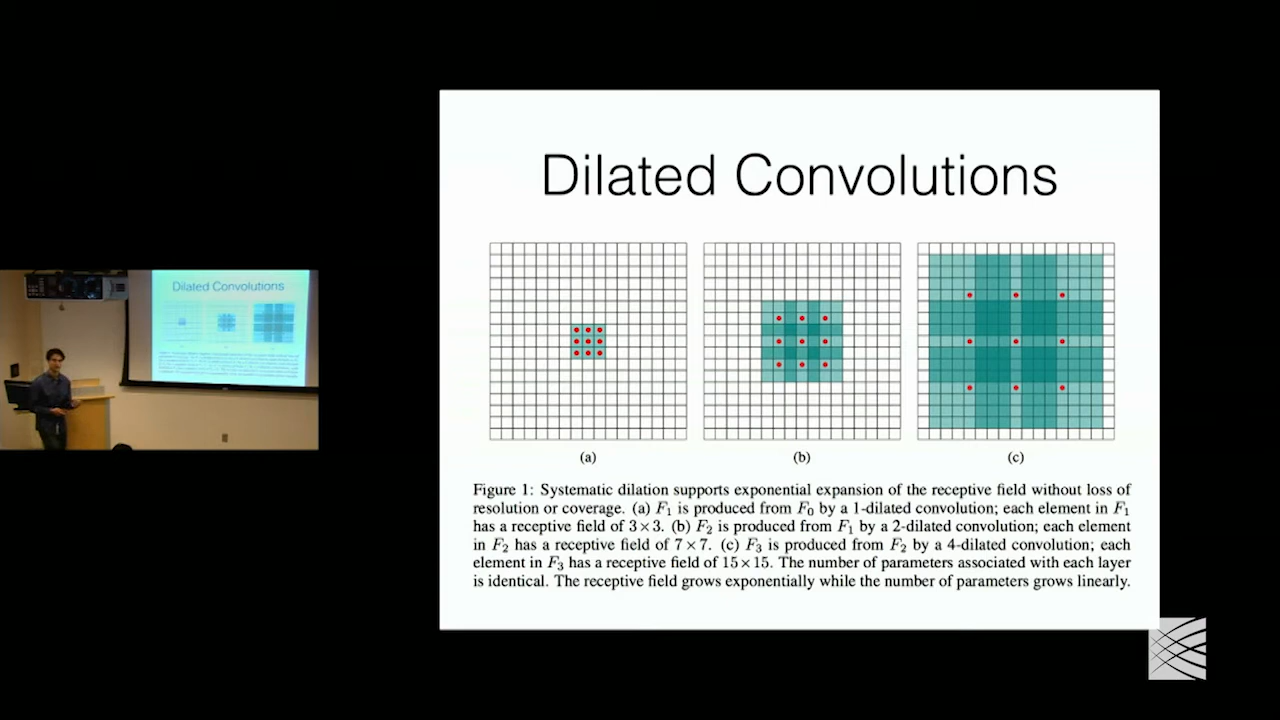 Dilated Convolutions
(a)
(b)
(c)
Figure 1: Systematic dilation supports exponential expansion of the receptive field without loss of
resolution or coverage. (a) F₁ is produced from F₀ by a 1-dilated convolution; each element in F₁
has a receptive field of 3×3. (b) F₂ is produced from F₁ by a 2-dilated convolution; each element
in F₂ has a receptive field of 7×7. (c) F₃ is produced from F₂ by a 4-dilated convolution; each
element in F₃ has a receptive field of 15×15. The number of parameters associated with each layer
is identical. The receptive field grows exponentially while the number of parameters grows linearly.
Dilated Convolutions